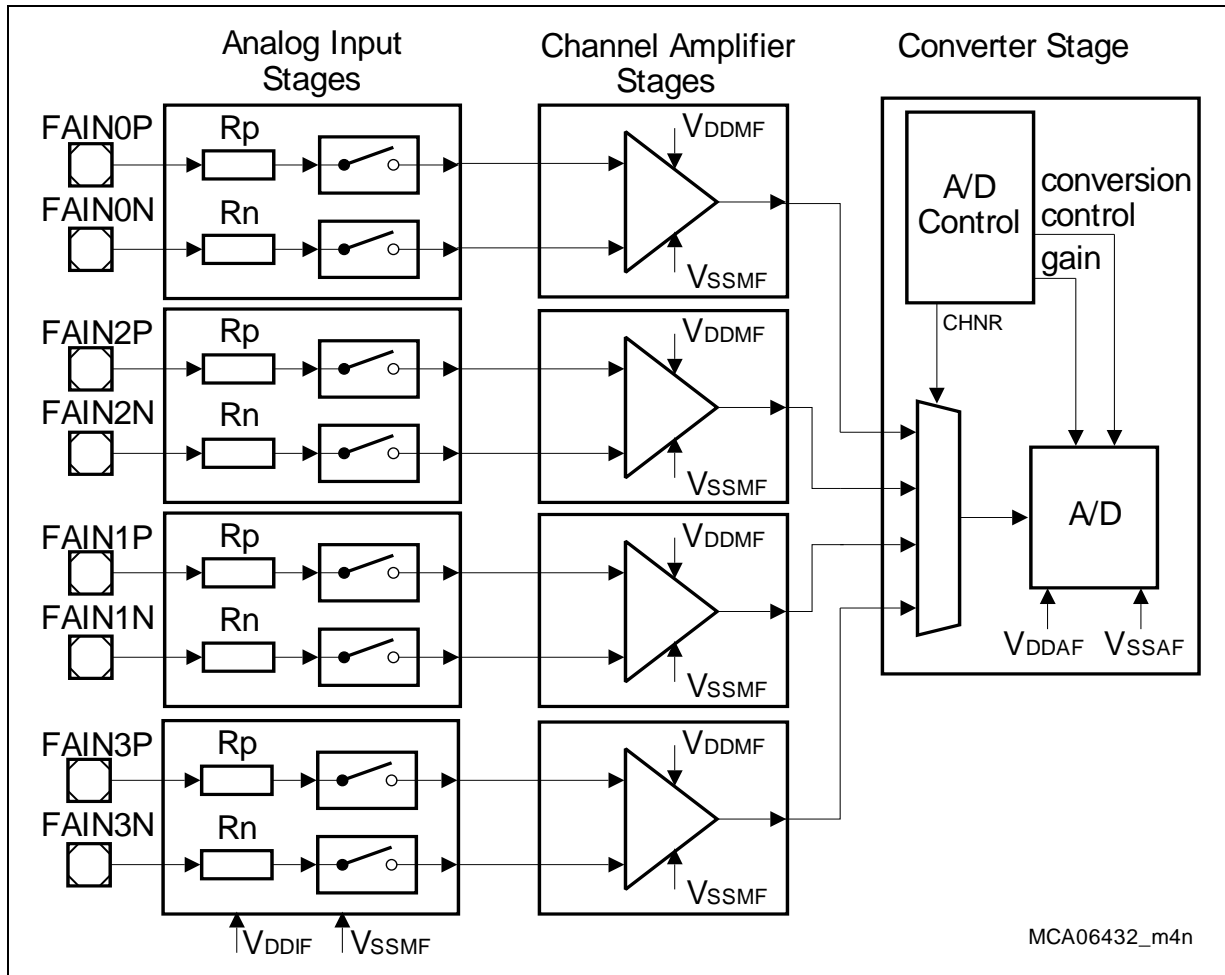 Analog Input
Stages
Channel Amplifier
Stages
Converter Stage
FAIN0P
Rp
FAIN0N
Rn
VDDMF
VSSMF
A/D
Control
conversion
control
gain
CHNR
FAIN2P
Rp
FAIN2N
Rn
VDDMF
VSSMF
A/D
VDDAF
VSSAF
FAIN1P
Rp
FAIN1N
Rn
VDDMF
VSSMF
FAIN3P
Rp
FAIN3N
Rn
VDDMF
VSSMF
VDDIF
VSSMF
MCA06432_m4n